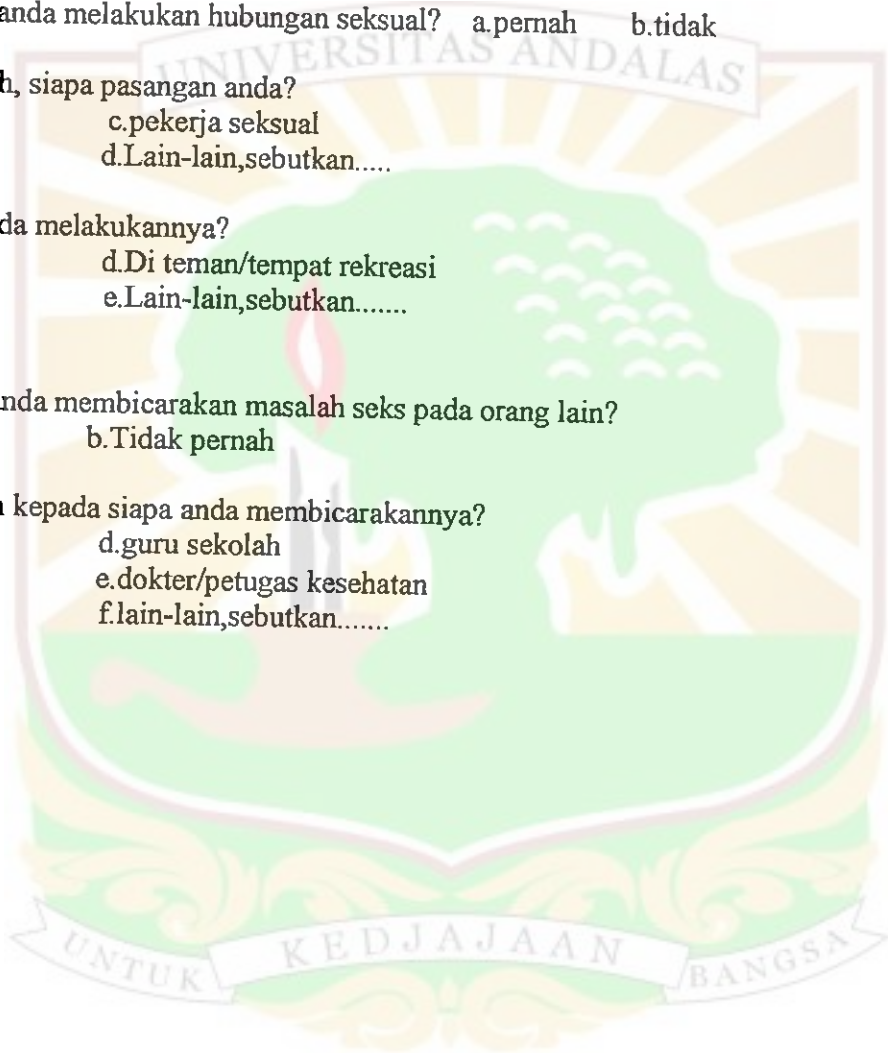 anda melakukan hubungan seksual? a.pernah b.tidak
UNIVERSITAS ANDALAS
h, siapa pasangan anda?
c.pekerja seksual
d.Lain-lain,sebutkan.....
da melakukannya?
d.Di teman/tempat rekreasi
e.Lain-lain,sebutkan.......
nda membicarakan masalah seks pada orang lain?
b.Tidak pernah
kepada siapa anda membicarakannya?
d.guru sekolah
e.dokter/petugas kesehatan
f.lain-lain,sebutkan.......
UNTUK KEDJAJAAN BANGSA